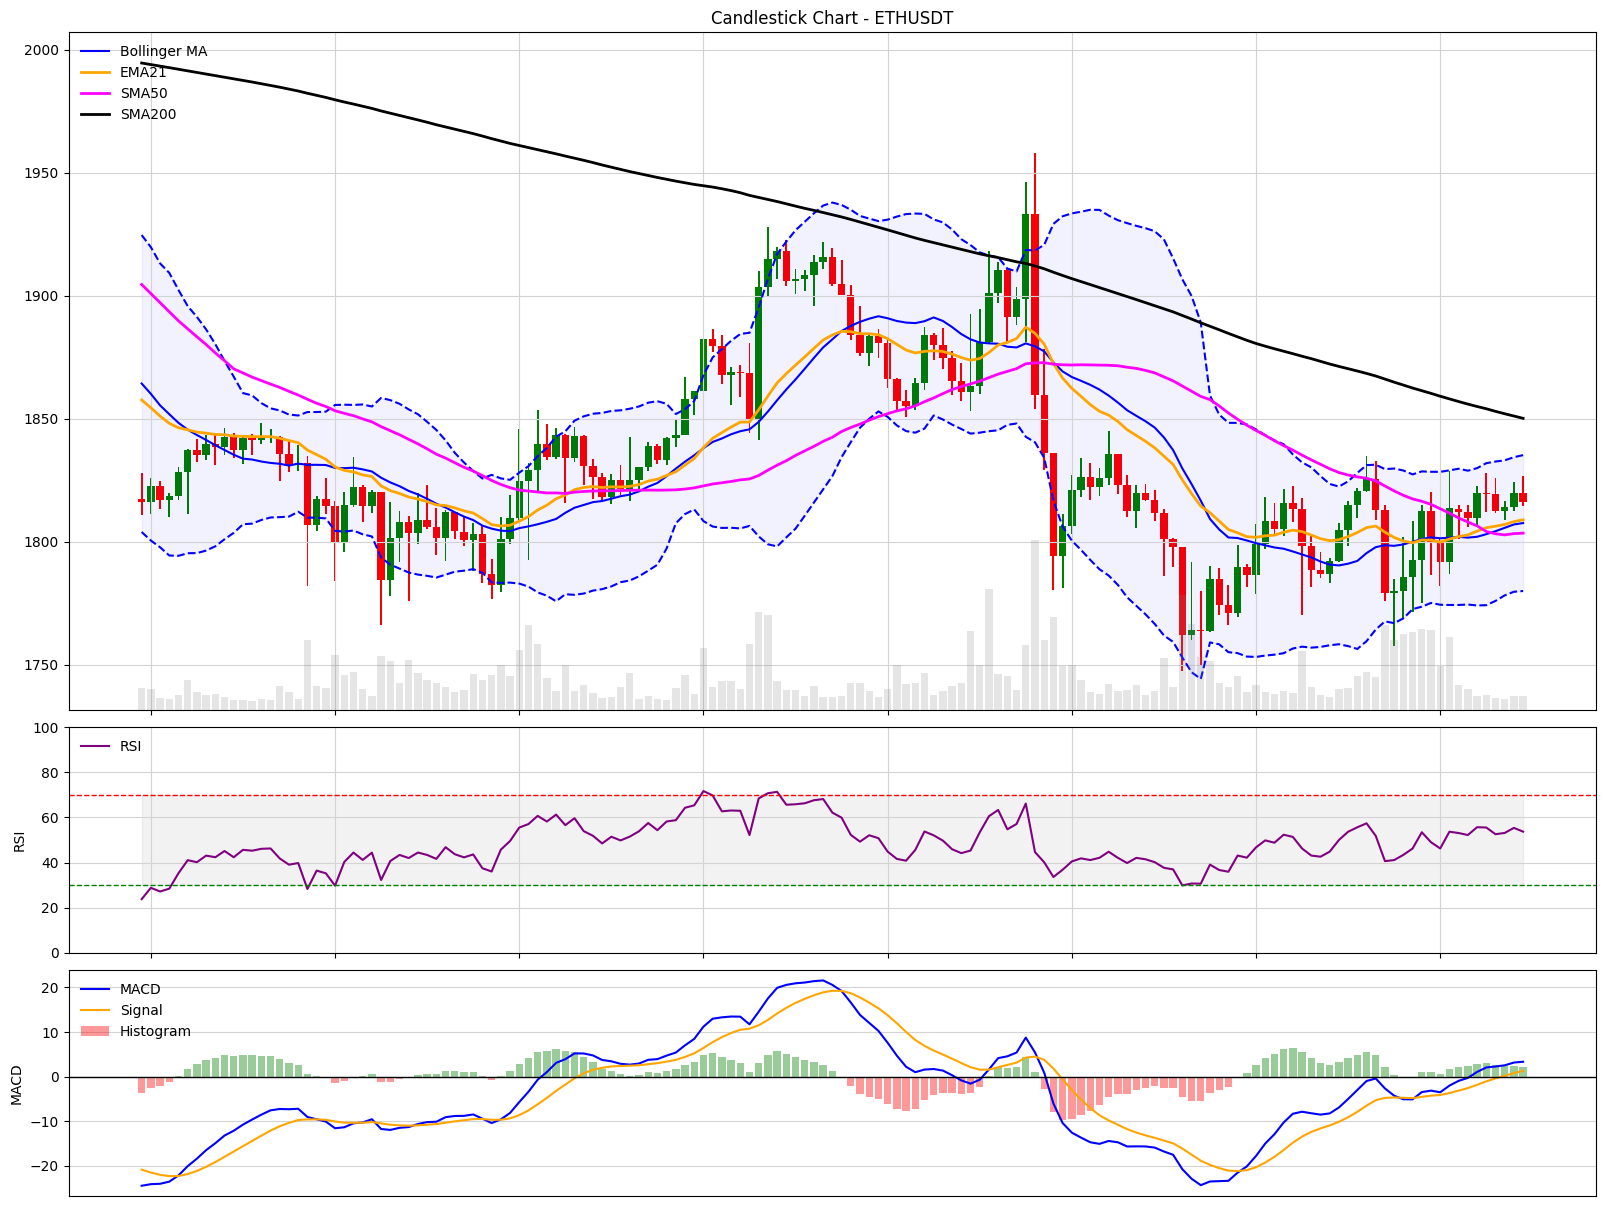 Candlestick Chart - ETHUSDT
2000
1950
1900
1850
1800
1750
Bollinger MA
EMA21
SMA50
SMA200
100
80
60
40
20
0
RSI
RSI
20
10
0
−10
−20
MACD
MACD
Signal
Histogram